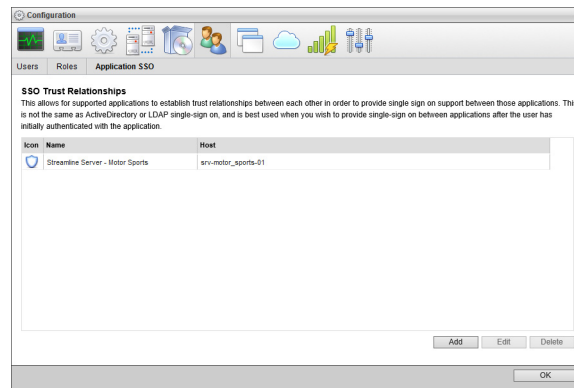 Configuration
Users Roles Application SSO
SSO Trust Relationships
This allows for supported applications to establish trust relationships between each other in order to provide single sign on support between those applications. This
is not the same as ActiveDirectory or LDAP single-sign on, and is best used when you wish to provide single-sign on between applications after the user has
initially authenticated with the application.
Icon Name Host
Streamline Server - Motor Sports srv-motor_sports-01
Add Edit Delete
OK